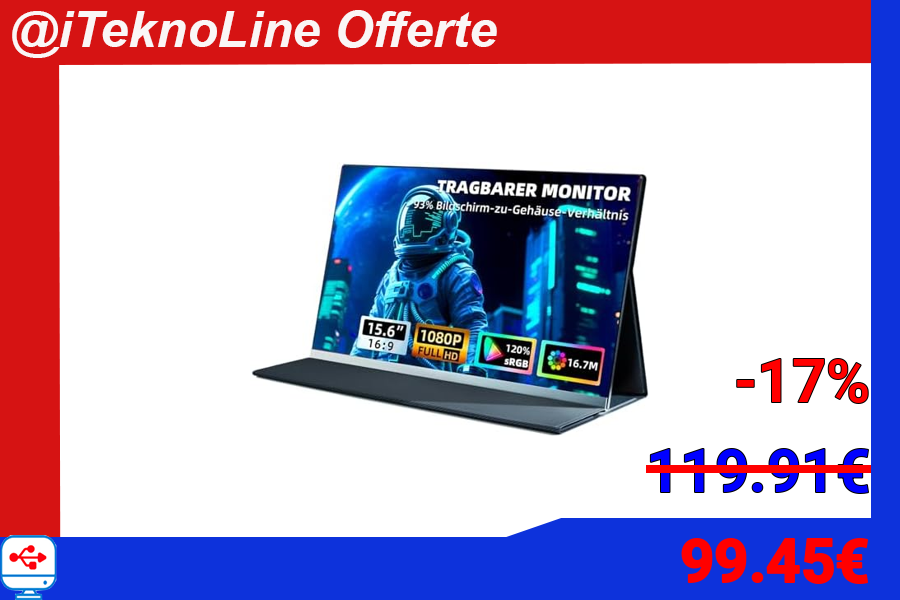 @iTeknoLine Offerte
TRAGBARER MONITOR
93% Bildschirm-zu-Gehäuse-Verhältnis
15.6”
16:9
1080P
FULL HD
120%
sRGB
16.7M
-17%
119.91€
99.45€